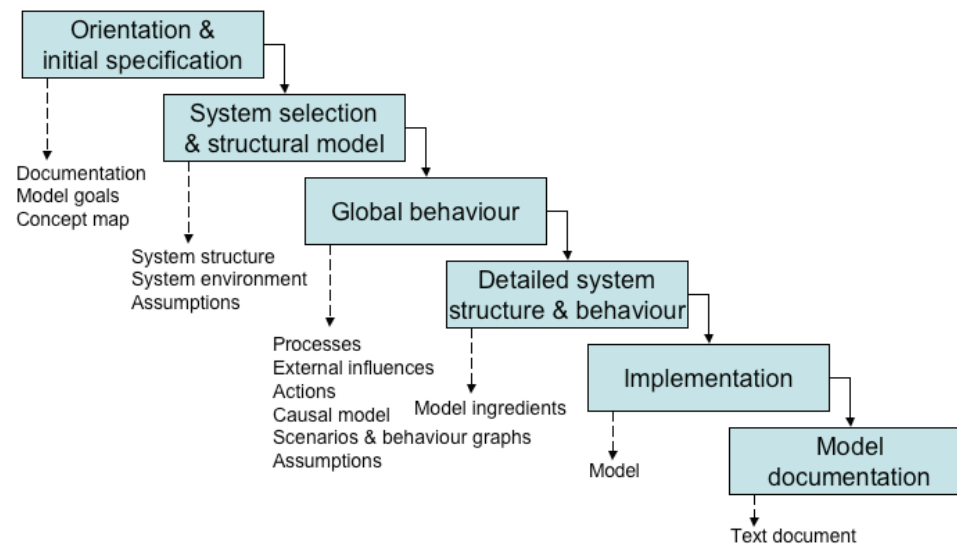 Orientation &
initial specification
System selection
& structural model
Documentation
Model goals
Concept map
Global behaviour
System structure
System environment
Assumptions
Detailed system
structure & behaviour
Processes
External influences
Actions
Causal model
Scenarios & behaviour graphs
Assumptions
Model ingredients
Implementation
Model
Model
documentation
Text document